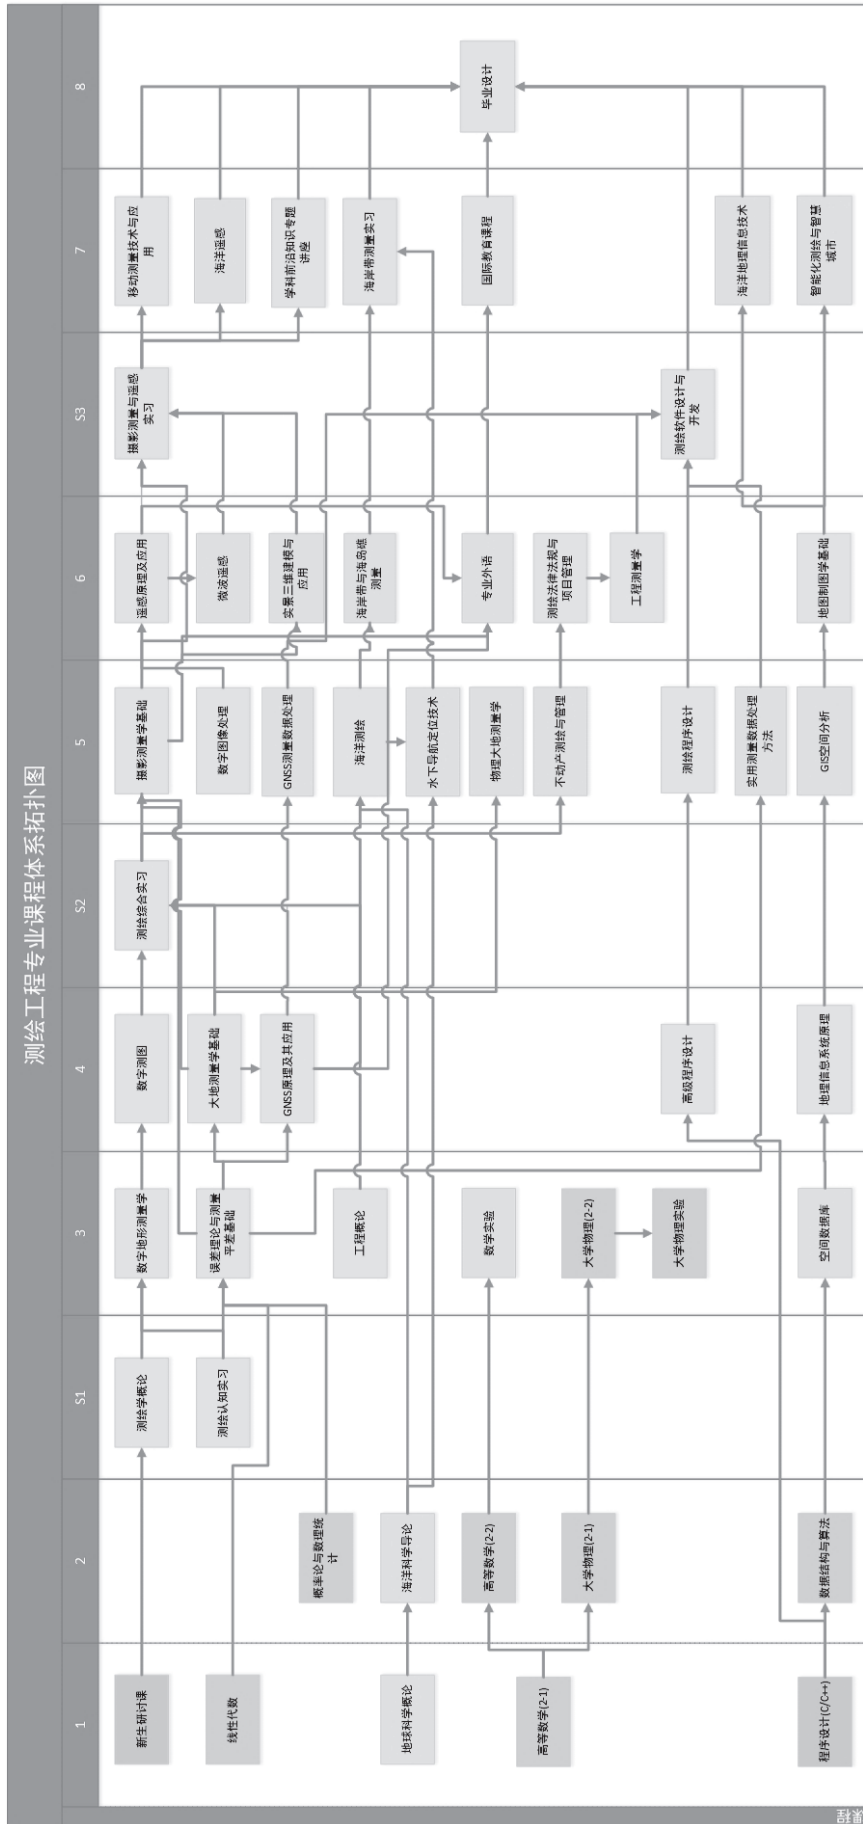 测绘工程专业课程体系拓扑图
1
2
S1
3
4
S2
5
6
S3
7
8
新生研讨课
线性代数
地球科学概论
高等数学(2-1)
程序设计(C/C++)
概率论与数理统
计
海洋科学导论
高等数学(2-2)
大学物理(2-1)
数据结构与算法
测绘学概论
测绘认知实习
数字地形测量学
误差理论与测量
平差基础
工程概论
数学实验
大学物理(2-2)
大学物理实验
空间数据库
数字测图
大地测量学基础
GNSS原理及其应用
高级程序设计
地理信息系统原理
测绘综合实习
摄影测量学基础
数字图像处理
GNSS测量数据处理
海洋测绘
水下导航定位技术
物理大地测量学
不动产测绘与管理
测绘程序设计
实用测量数据处理
方法
GIS空间分析
遥感原理及应用
微波遥感
实景三维建模与
应用
海岸带与海岛礁
测量
专业外语
测绘法律法规与
项目管理
工程测量学
地图制图学基础
摄影测量与遥感
实习
测绘软件设计与
开发
移动测量技术与应
用
海洋遥感
学科前沿知识专题
讲座
海岸带测量实习
国际教育课程
海洋地理信息技术
智能化测绘与智慧
城市
毕业设计
课程